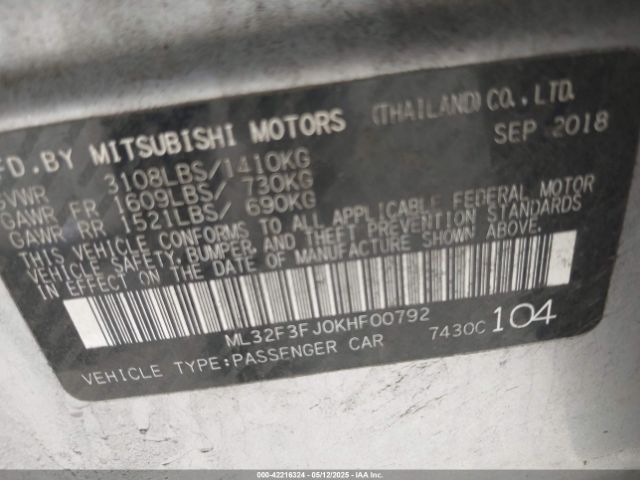 FD. BY MITSUBISHI MOTORS (THAILAND) CO., LTD.
SEP 2018
GVWR 3108LBS/1410KG
GAWR FR 1609LBS/ 730KG
GAWR RR 1521LBS/ 690KG
THIS VEHICLE CONFORMS TO ALL APPLICABLE FEDERAL MOTOR
VEHICLE SAFETY, BUMPER, AND THEFT PREVENTION STANDARDS
IN EFFECT ON THE DATE OF MANUFACTURE SHOWN ABOVE.
ML32F3FJ0KHF00792
7430C 104
VEHICLE TYPE:PASSENGER CAR
000-42216324 - 05/12/2025 - Copyright IAA, Inc.